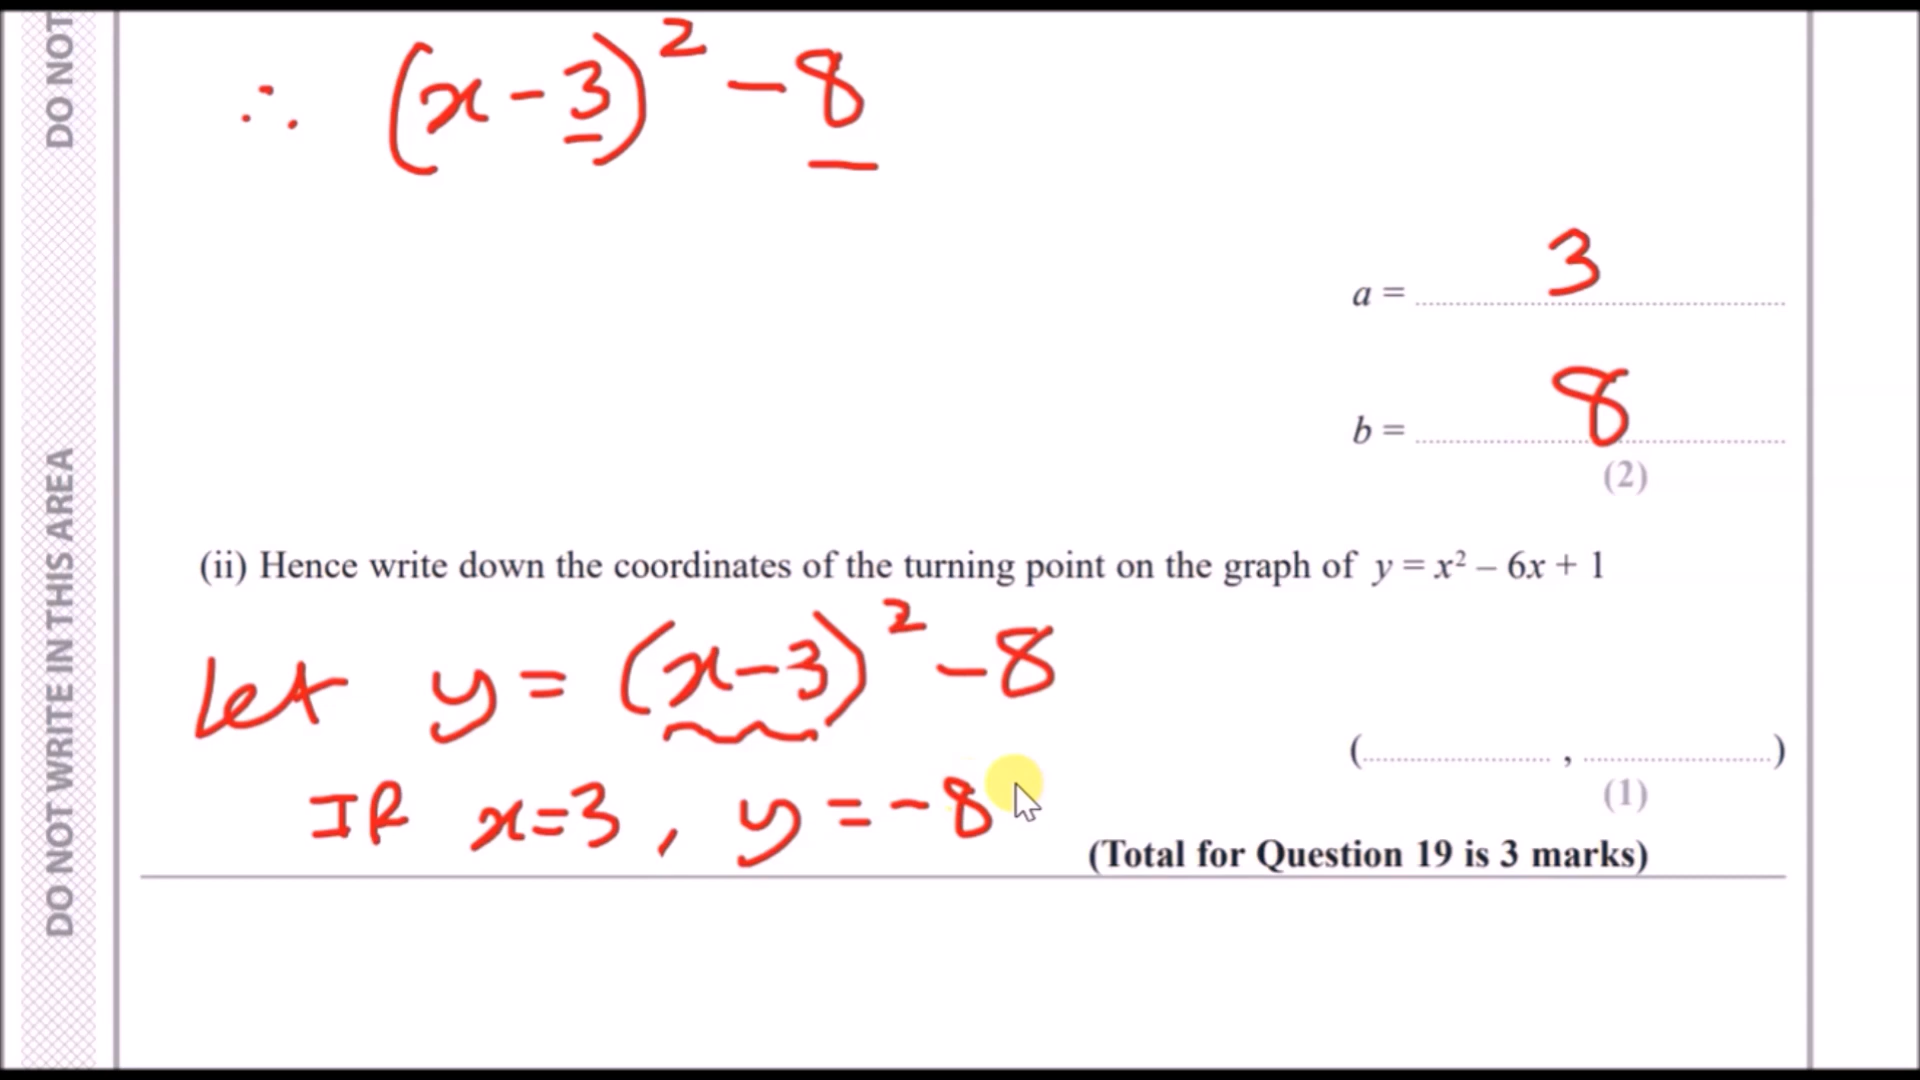 DO NOT
∴ (x - 3)² - 8
a = 3
b = 8
(2)
(ii) Hence write down the coordinates of the turning point on the graph of y = x² – 6x + 1
Let y = (x - 3)² - 8
(.................... , ....................)
(1)
If x = 3, y = -8
(Total for Question 19 is 3 marks)
DO NOT WRITE IN THIS AREA